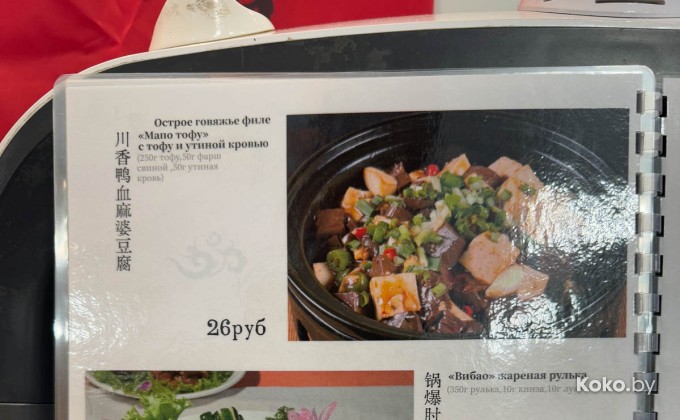 Острое говяжье филе
«Мапо тофу»
с тофу и утиной кровью
(250г тофу,50г фарш
свиной ,50г утиная
кровь)
川香鸭血麻婆豆腐
26руб
锅爆肘
«Вибао» жареная рулька
(350г рулька,10г кинза,10г
Koko.by